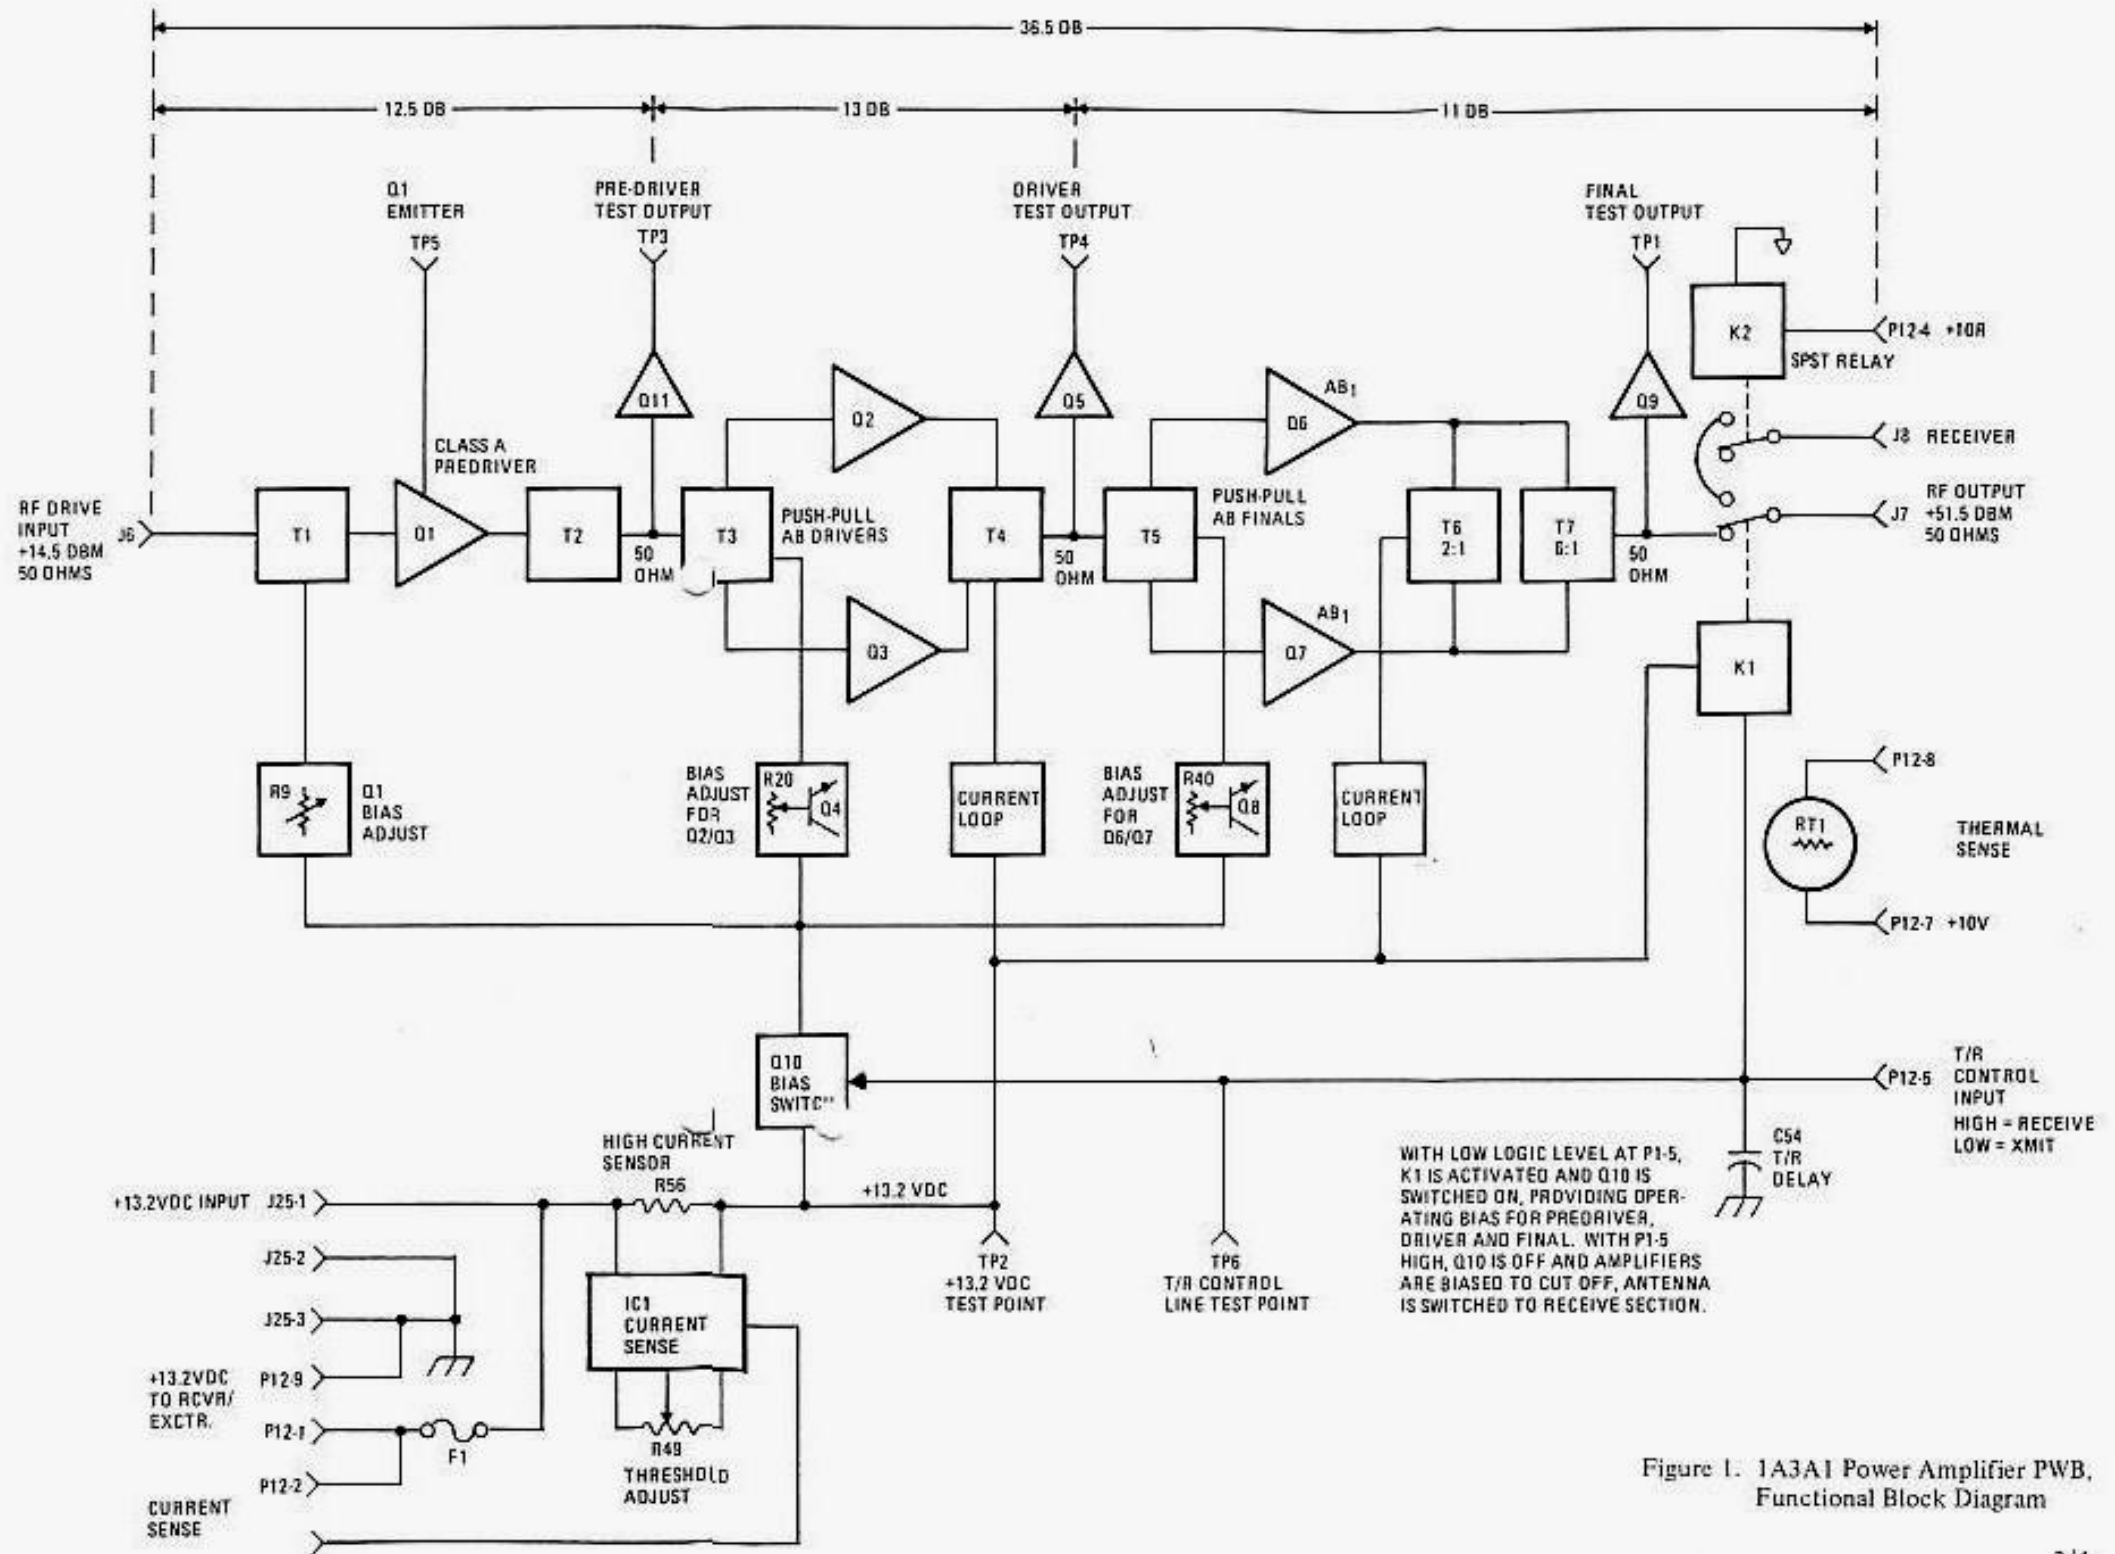 36.5 DB
12.5 DB
13 DB
11 DB
Q1
EMITTER
TP5
PRE-DRIVER
TEST OUTPUT
TP3
DRIVER
TEST OUTPUT
TP4
FINAL
TEST OUTPUT
TP1
K2
P12-4 +10R
SPST RELAY
Q11
Q2
Q5
Q6
AB1
Q9
J8 RECEIVER
CLASS A
PREDRIVER
RF DRIVE
INPUT
+14.5 DBM
50 OHMS
J6
T1
Q1
T2
50
OHM
T3
PUSH-PULL
AB DRIVERS
T4
50
OHM
T5
PUSH-PULL
AB FINALS
T6
2:1
T7
6:1
50
OHM
J7
RF OUTPUT
+51.5 DBM
50 OHMS
Q3
Q7
AB1
K1
R9
Q1
BIAS
ADJUST
BIAS
ADJUST
FOR
Q2/Q3
R20
Q4
CURRENT
LOOP
BIAS
ADJUST
FOR
Q6/Q7
R40
Q8
CURRENT
LOOP
P12-8
RT1
THERMAL
SENSE
P12-7 +10V
Q10
BIAS
SWITC
P12-5
T/R
CONTROL
INPUT
HIGH = RECEIVE
LOW = XMIT
C54
T/R
DELAY
HIGH CURRENT
SENSOR
R56
+13.2VDC INPUT J25-1
+13.2 VDC
J25-2
J25-3
+13.2VDC
TO RCVR/
EXCTR.
P12-9
P12-1
F1
P12-2
CURRENT
SENSE
IC1
CURRENT
SENSE
R49
THRESHOLD
ADJUST
TP2
+13.2 VDC
TEST POINT
TP6
T/R CONTROL
LINE TEST POINT
WITH LOW LOGIC LEVEL AT P1-5,
K1 IS ACTIVATED AND Q10 IS
SWITCHED ON, PROVIDING OPER-
ATING BIAS FOR PREDRIVER,
DRIVER AND FINAL. WITH P1-5
HIGH, Q10 IS OFF AND AMPLIFIERS
ARE BIASED TO CUT OFF, ANTENNA
IS SWITCHED TO RECEIVE SECTION.
Figure 1. 1A3A1 Power Amplifier PWB,
Functional Block Diagram